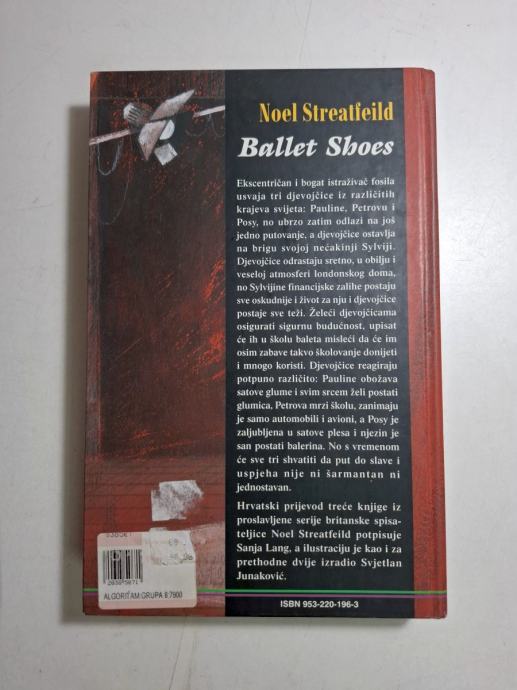 Noel Streatfeild
Ballet Shoes
Ekscentričan i bogat istraživač fosila
usvaja tri djevojčice iz različitih
krajeva svijeta: Pauline, Petrovu i
Posy, no ubrzo zatim odlazi na još
jedno putovanje, a djevojčice ostavlja
na brigu svojoj nećakinji Sylviji.
Djevojčice odrastaju sretno, u obilju i
veseloj atmosferi londonskog doma,
no Sylvijine financijske zalihe postaju
sve oskudnije i život za nju i djevojčice
postaje sve teži. Želeći djevojčicama
osigurati sigurnu budućnost, upisat
će ih u školu baleta misleći da će im
osim zabave takvo školovanje donijeti
i mnogo koristi. Djevojčice reagiraju
potpuno različito: Pauline obožava
satove glume i svim srcem želi postati
glumica, Petrova mrzi školu, zanimaju
je samo automobili i avioni, a Posy je
zaljubljena u satove plesa i njezin je
san postati balerina. No s vremenom
će sve tri shvatiti da put do slave i
uspjeha nije ni šarmantan ni
jednostavan.
Hrvatski prijevod treće knjige iz
proslavljene serije britanske spisa-
teljice Noel Streatfeild potpisuje
Sanja Lang, a ilustraciju je kao i za
prethodne dvije izradio Svjetlan
Junaković.
ISBN 953-220-196-3
ALGORITAM:GRUPA 8:7900